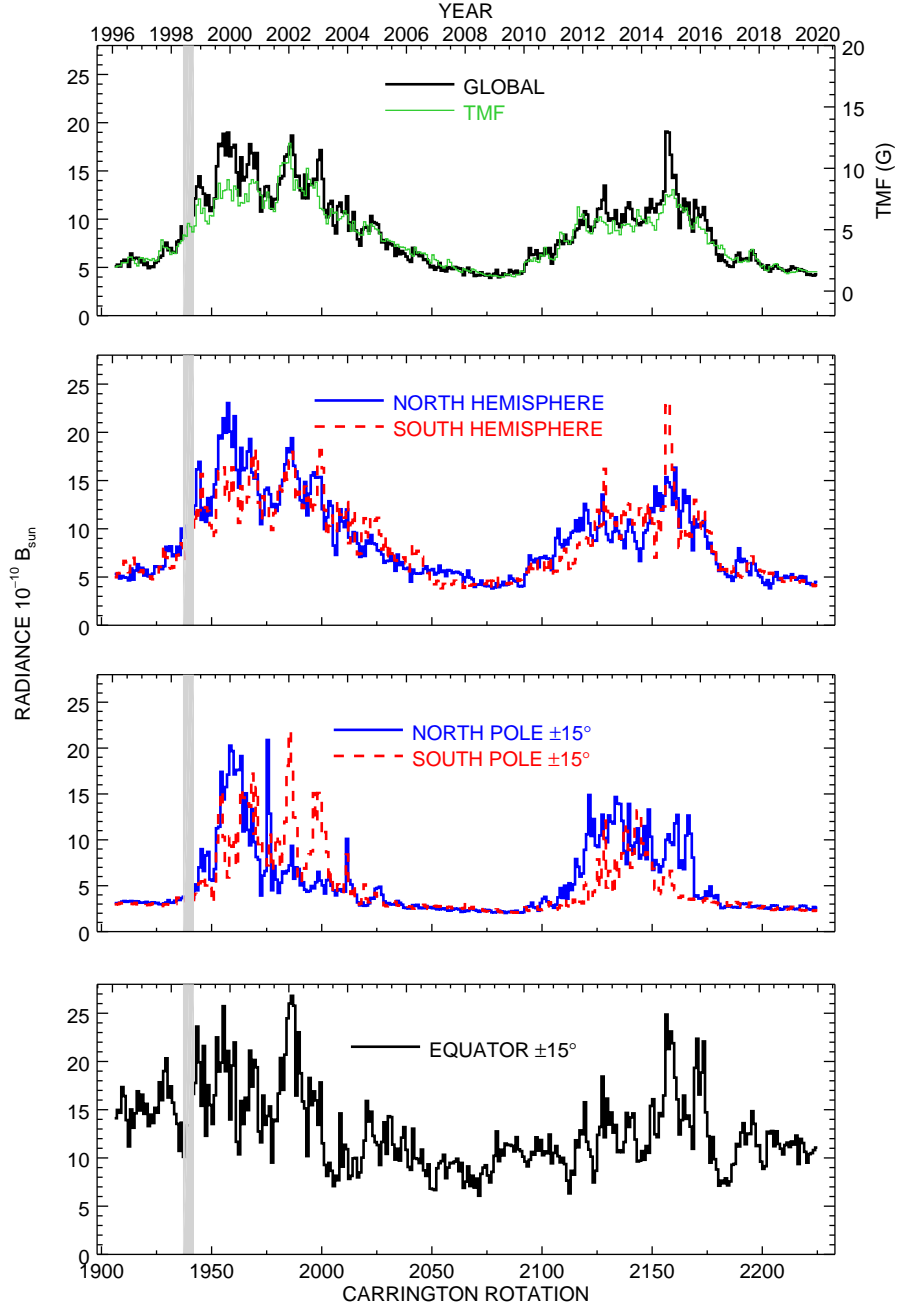 YEAR
1996 1998 2000 2002 2004 2006 2008 2010 2012 2014 2016 2018 2020
25 20 15 10 5 0
20 15 10 5 0
TMF (G)
GLOBAL
TMF
25 20 15 10 5 0
NORTH HEMISPHERE
SOUTH HEMISPHERE
RADIANCE 10⁻¹⁰ B_sun
25 20 15 10 5 0
NORTH POLE ±15°
SOUTH POLE ±15°
25 20 15 10 5 0
EQUATOR ±15°
1900 1950 2000 2050 2100 2150 2200
CARRINGTON ROTATION